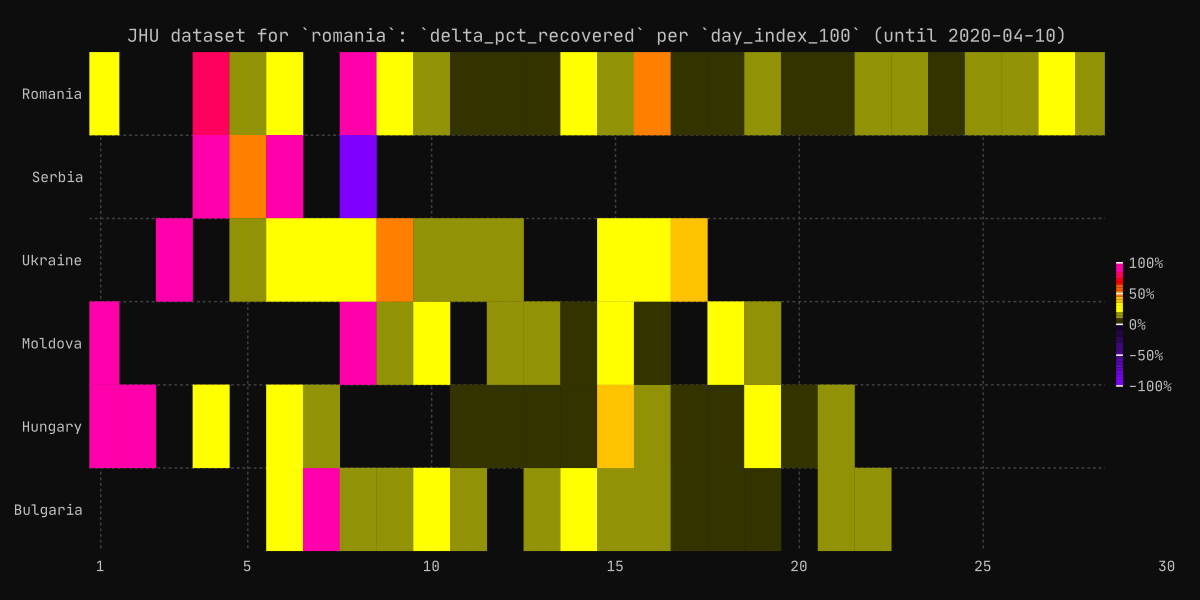 JHU dataset for `romania`: `delta_pct_recovered` per `day_index_100` (until 2020-04-10)
Romania
Serbia
Ukraine
Moldova
Hungary
Bulgaria
100%
50%
0%
-50%
-100%
1 5 10 15 20 25 30